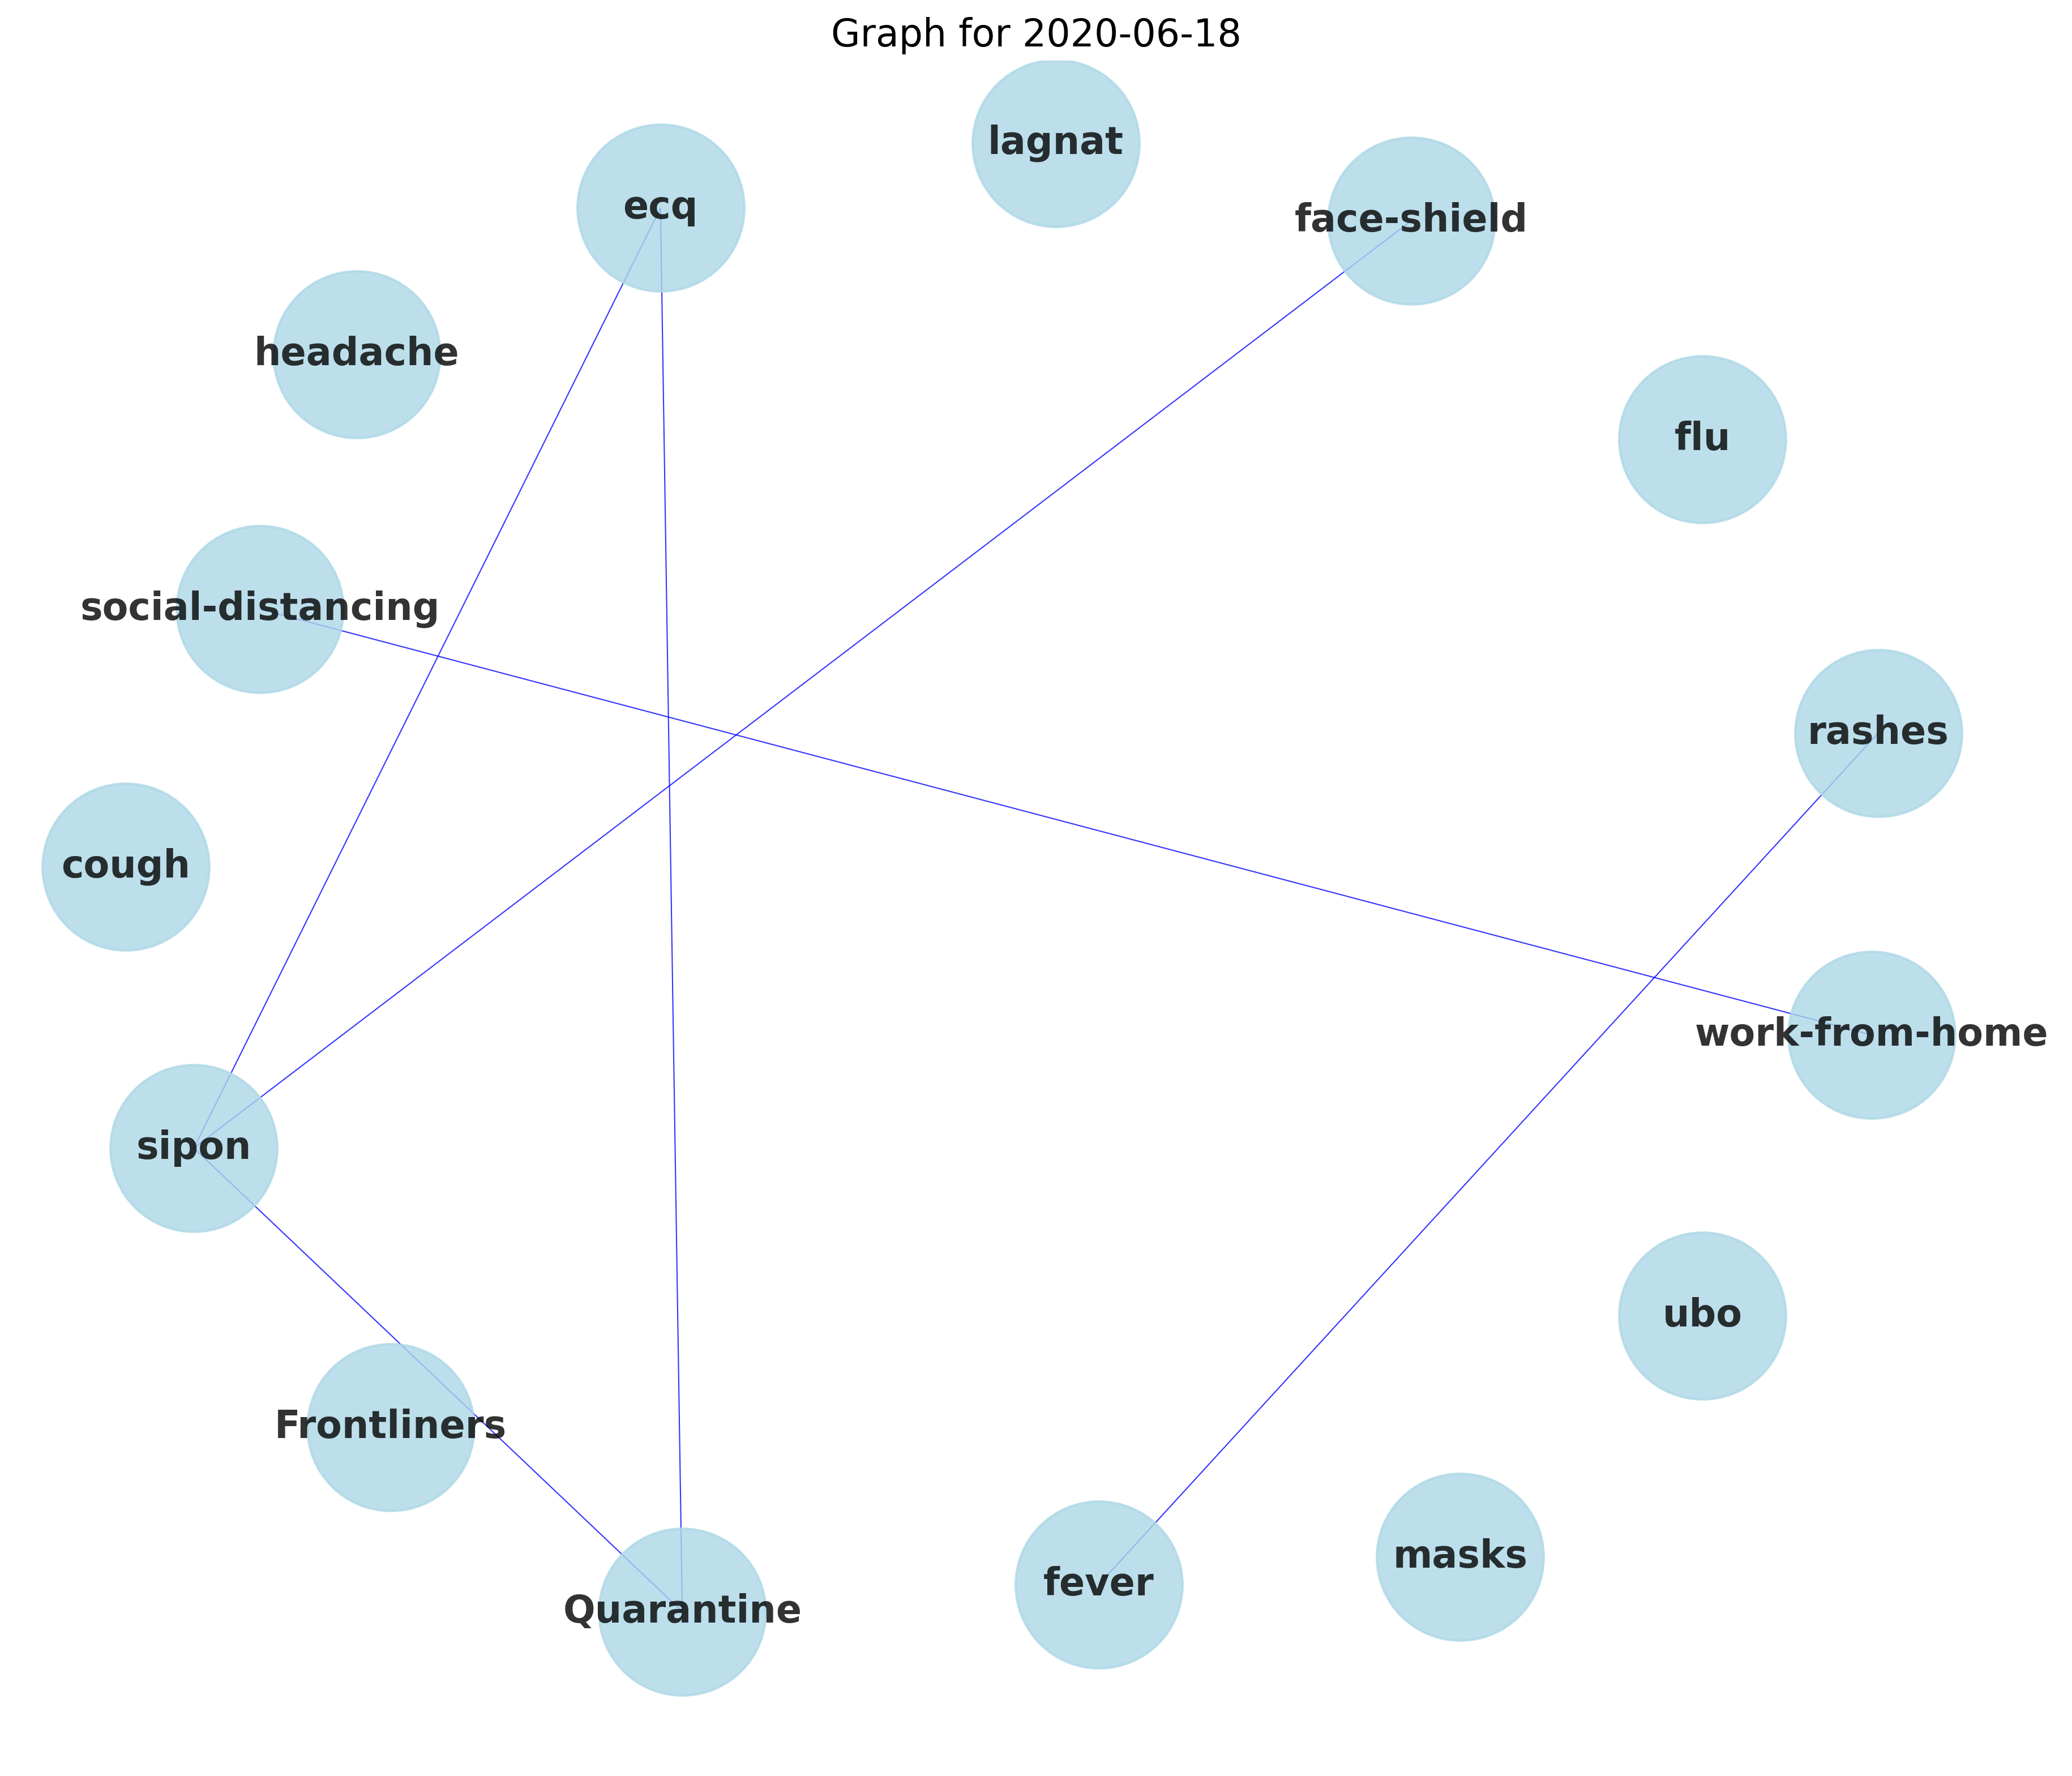 Graph for 2020-06-18
lagnat
ecq
face-shield
headache
flu
social-distancing
rashes
cough
work-from-home
sipon
ubo
Frontliners
masks
fever
Quarantine